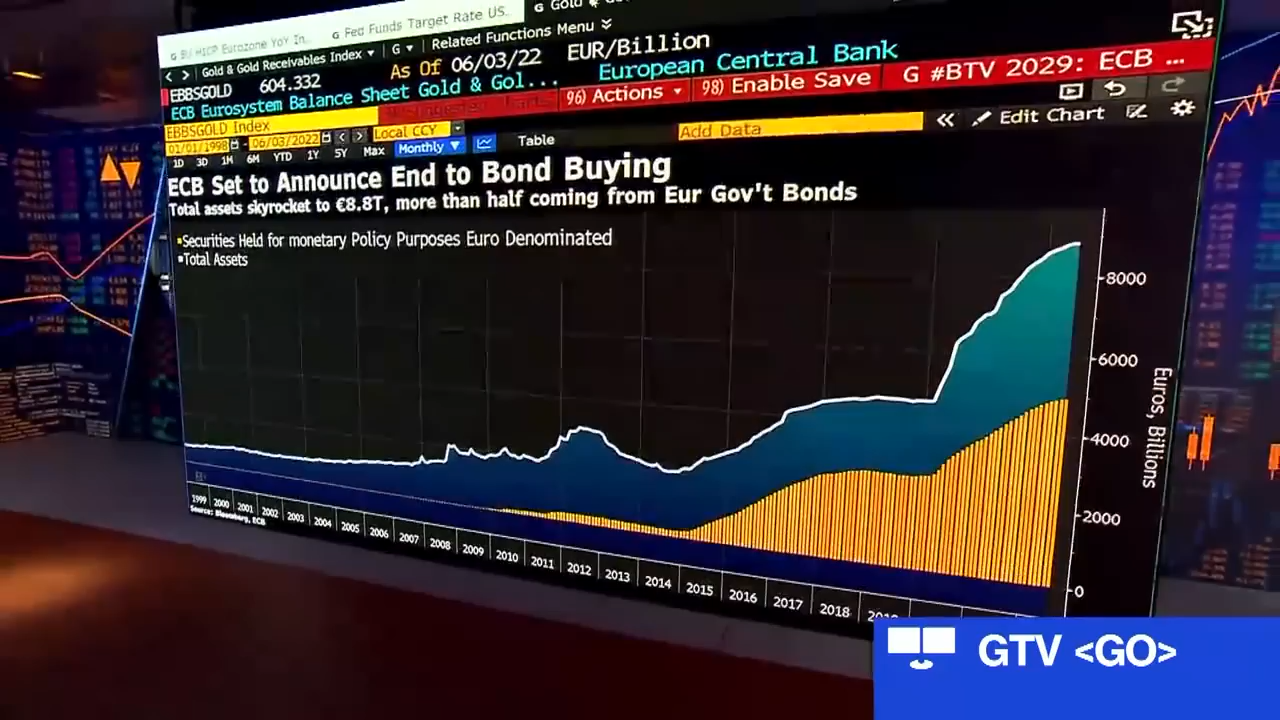 Fed Funds Target Rate US.
Gold
Gold & Gold Receivables Index
G
Related Functions Menu
EBBSGOLD
604.332
As Of 06/03/22
EUR/Billion
ECB Eurosystem Balance Sheet Gold & Gol...
European Central Bank
EBBSGOLD Index
96) Actions
98) Enable Save
G #BTV 2029: ECB ...
01/01/1998 - 06/03/2022
Local CCY
Add Data
Edit Chart
1D 3D 1M 6M YTD 1Y 5Y Max
Monthly
Table
ECB Set to Announce End to Bond Buying
Total assets skyrocket to €8.8T, more than half coming from Eur Gov't Bonds
Securities Held for monetary Policy Purposes Euro Denominated
Total Assets
8000
6000
4000
2000
0
Euros, Billions
1999 2000 2001 2002 2003 2004 2005 2006 2007 2008 2009 2010 2011 2012 2013 2014 2015 2016 2017 2018
Source: Bloomberg, ECB
GTV <GO>